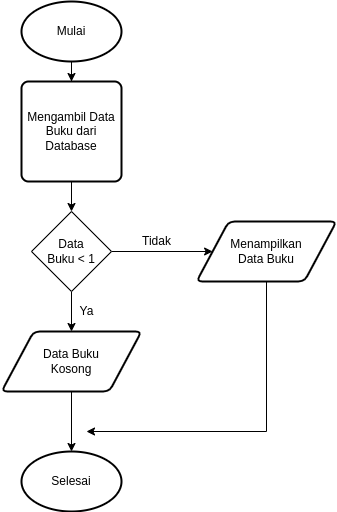 Mulai
Mengambil Data
Buku dari
Database
Data
Buku < 1
Tidak
Menampilkan
Data Buku
Ya
Data Buku
Kosong
Selesai